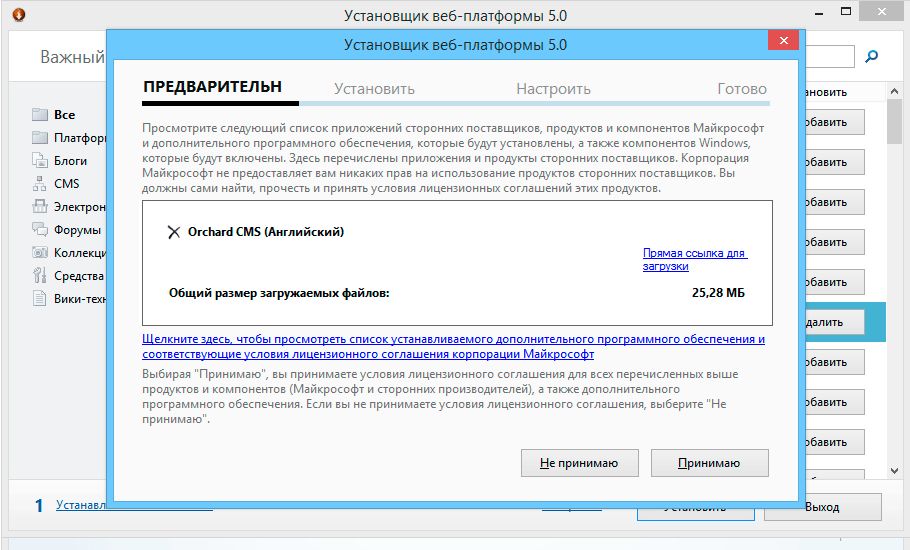 Установщик веб-платформы 5.0
Важный
Установщик веб-платформы 5.0
ПРЕДВАРИТЕЛЬН
Установить
Настроить
Готово
Просмотрите следующий список приложений сторонних поставщиков, продуктов и компонентов Майкрософт
и дополнительного программного обеспечения, которые будут установлены, а также компонентов Windows,
которые будут включены. Здесь перечислены приложения и продукты сторонних поставщиков. Корпорация
Майкрософт не предоставляет вам никаких прав на использование продуктов сторонних поставщиков. Вы
должны сами найти, прочесть и принять условия лицензионных соглашений этих продуктов.
Orchard CMS (Английский)
Прямая ссылка для
загрузки
Общий размер загружаемых файлов:
25,28 МБ
Щелкните здесь, чтобы просмотреть список устанавливаемого дополнительного программного обеспечения и
соответствующие условия лицензионного соглашения корпорации Майкрософт
Выбирая "Принимаю", вы принимаете условия лицензионного соглашения для всех перечисленных выше
продуктов и компонентов (Майкрософт и сторонних производителей), а также дополнительного
программного обеспечения. Если вы не принимаете условия лицензионного соглашения, выберите "Не
принимаю".
Не принимаю
Принимаю
Все
Платфор
Блоги
CMS
Электрон
Форумы
Коллекци
Средства
Вики-техн
ановить
обавить
обавить
обавить
обавить
обавить
далить
обавить
обавить
обавить
1
Устанавл
Установить
Выход